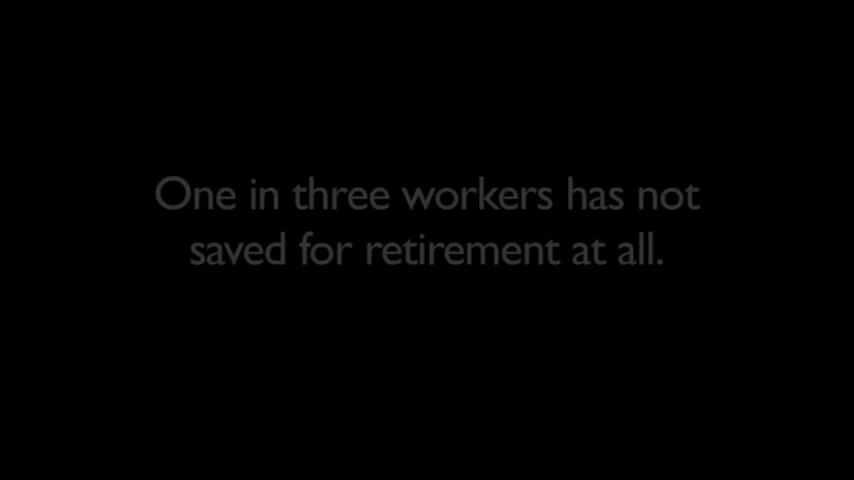 One in three workers has not
saved for retirement at all.